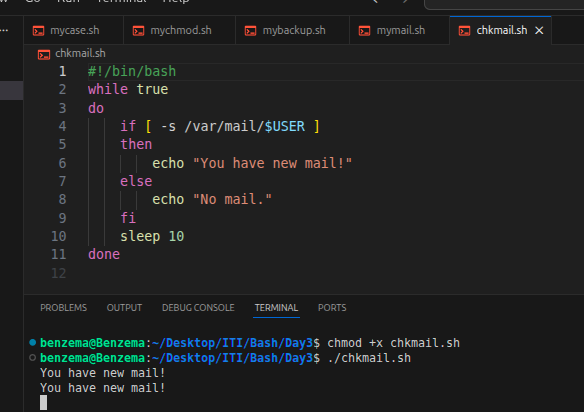 Go Run Terminal Help
... mycase.sh mychmod.sh mybackup.sh mymail.sh chkmail.sh
chkmail.sh
1 #!/bin/bash
2 while true
3 do
4 if [ -s /var/mail/$USER ]
5 then
6 echo "You have new mail!"
7 else
8 echo "No mail."
9 fi
10 sleep 10
11 done
12
PROBLEMS OUTPUT DEBUG CONSOLE TERMINAL PORTS
benzema@Benzema:~/Desktop/ITI/Bash/Day3$ chmod +x chkmail.sh
benzema@Benzema:~/Desktop/ITI/Bash/Day3$ ./chkmail.sh
You have new mail!
You have new mail!